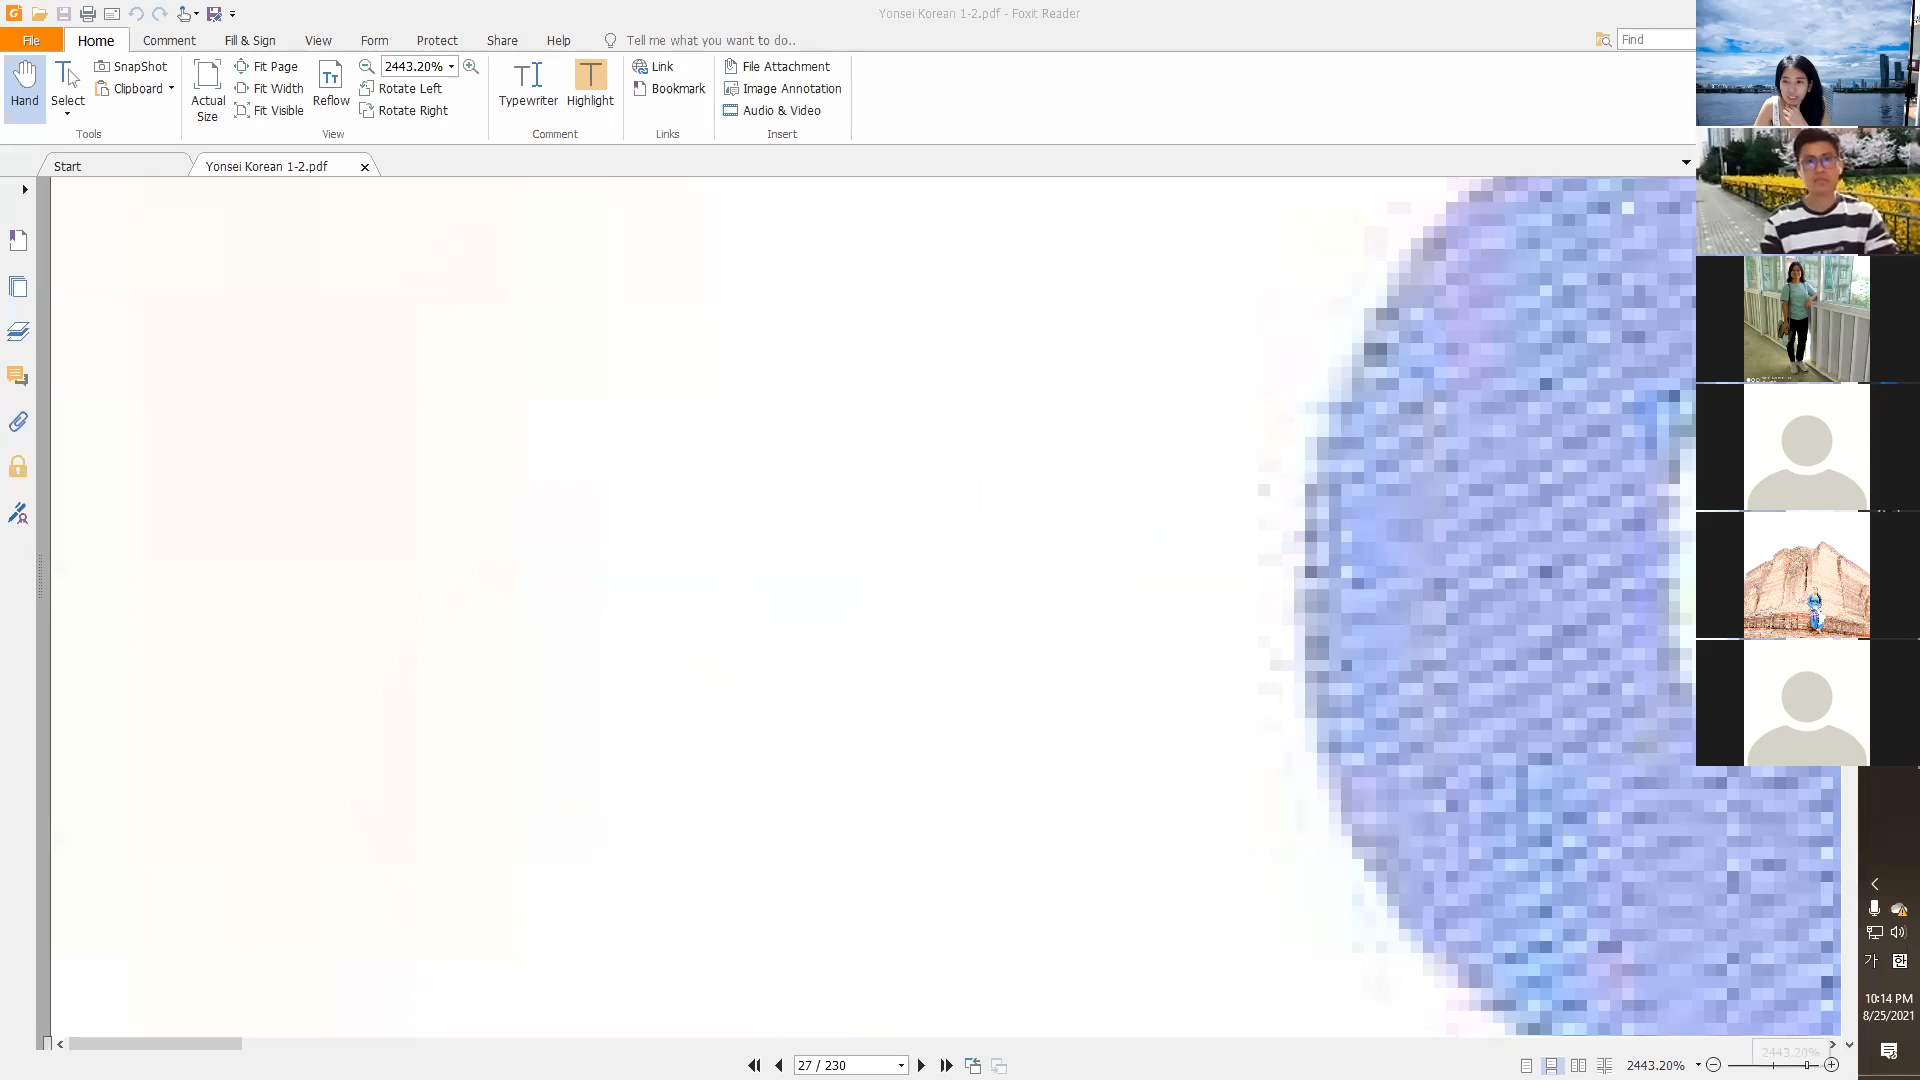 Yonsei Korean 1-2.pdf - Foxit Reader
File Home Comment Fill & Sign View Form Protect Share Help Tell me what you want to do.. Find
SnapShot Fit Page 2443.20% Link File Attachment
Clipboard Fit Width Rotate Left Bookmark Image Annotation
Hand Select Actual Size Fit Visible Reflow Rotate Right Typewriter Highlight Audio & Video
Tools View Comment Links Insert
Start Yonsei Korean 1-2.pdf
가 한
10:14 PM
8/25/2021
2443.20%
27 / 230 2443.20%